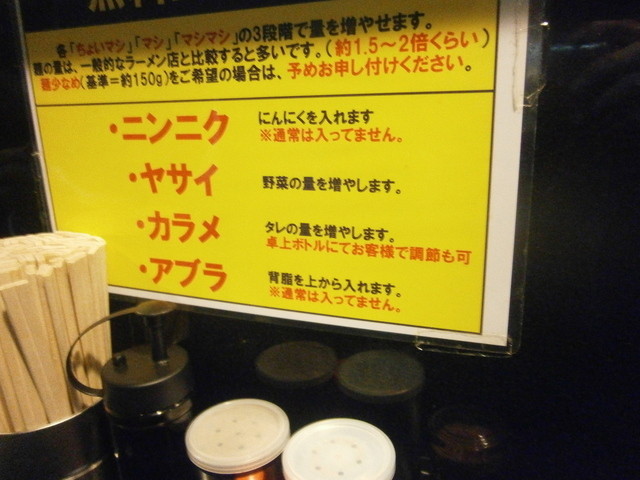 各「ちょいマシ」「マシ」「マシマシ」の3段階で量を増やせます。
麺の量は、一般的なラーメン店と比較すると多いです。(約1.5〜2倍くらい)
麺少なめ(基準=約150g)をご希望の場合は、予めお申し付けください。
・ニンニク
にんにくを入れます
※通常は入ってません。
・ヤサイ
野菜の量を増やします。
・カラメ
タレの量を増やします。
卓上ボトルにてお客様で調節も可
・アブラ
背脂を上から入れます。
※通常は入ってません。